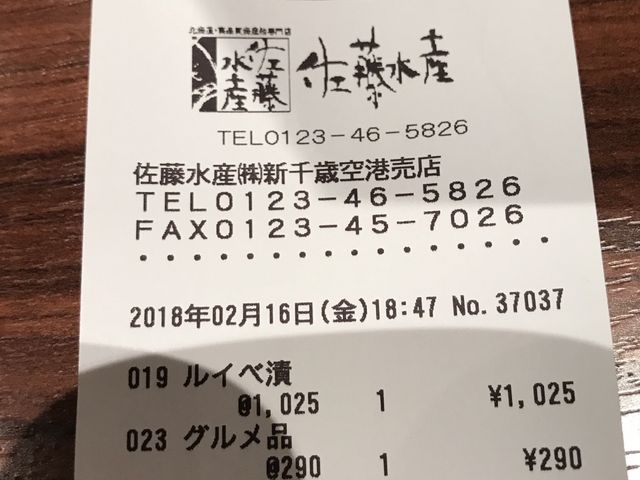 北海道・高品質海産物専門店
佐藤水産
佐藤水産
TEL0123-46-5826
佐藤水産㈱新千歳空港売店
TEL0123-46-5826
FAX0123-45-7026
2018年02月16日(金)18:47 No.37037
019 ルイベ漬
@1,025 1 ¥1,025
023 グルメ品
@290 1 ¥290